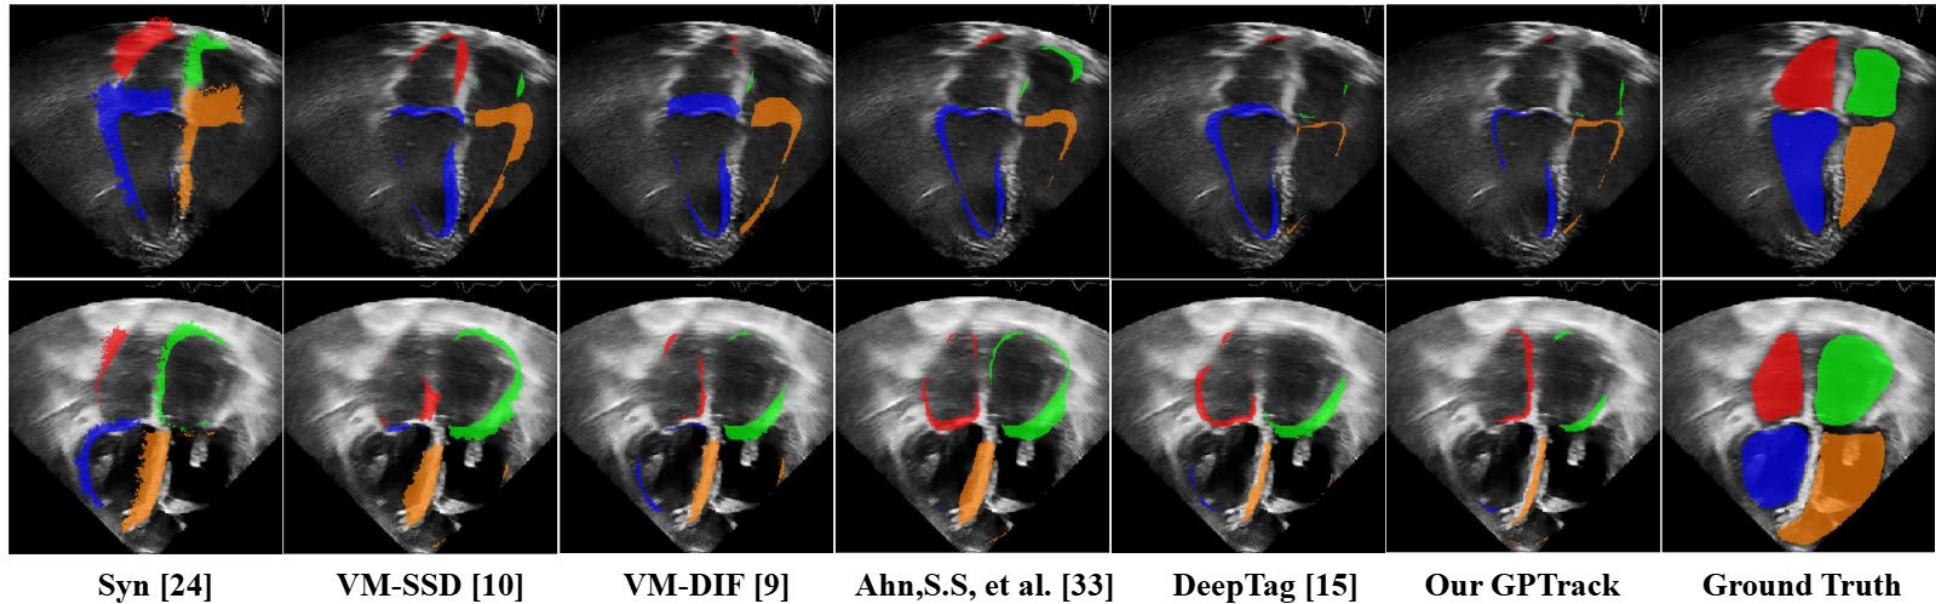 Syn [24] VM-SSD [10] VM-DIF [9] Ahn,S.S, et al. [33] DeepTag [15] Our GPTrack Ground Truth